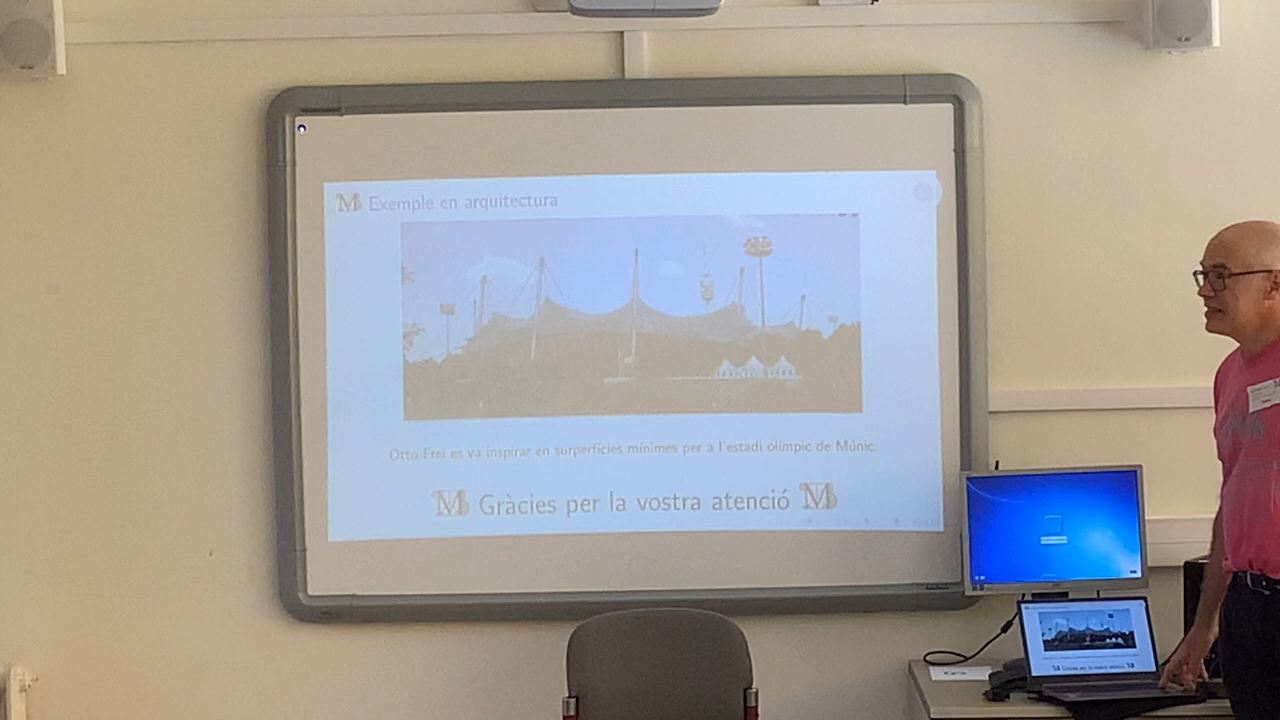 M Exemple en arquitectura
Otto Frei es va inspirar en surperfícies mínimes per a l'estadi olímpic de Múnic.
M Gràcies per la vostra atenció M